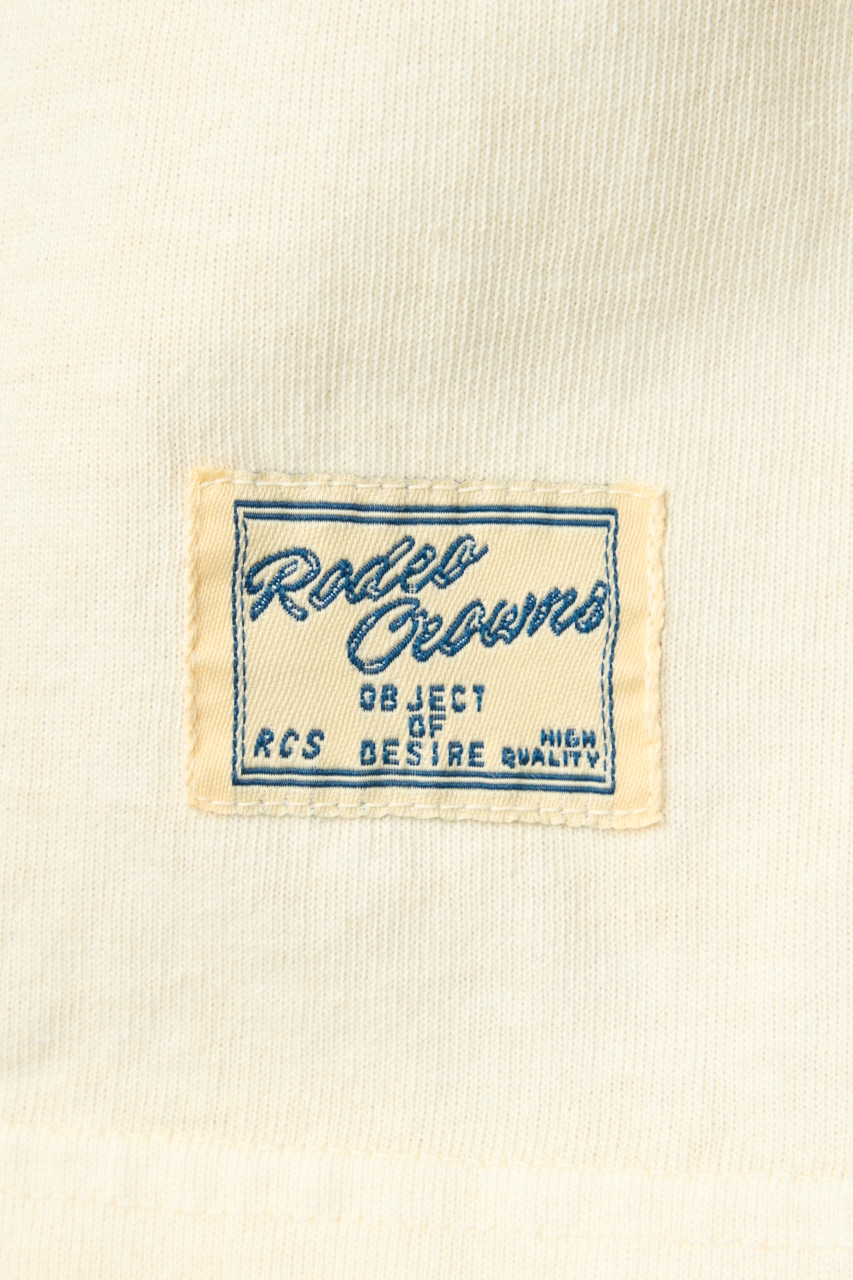 Rodeo
Crowns
OBJECT
OF
RCS DESIRE HIGH
QUALITY